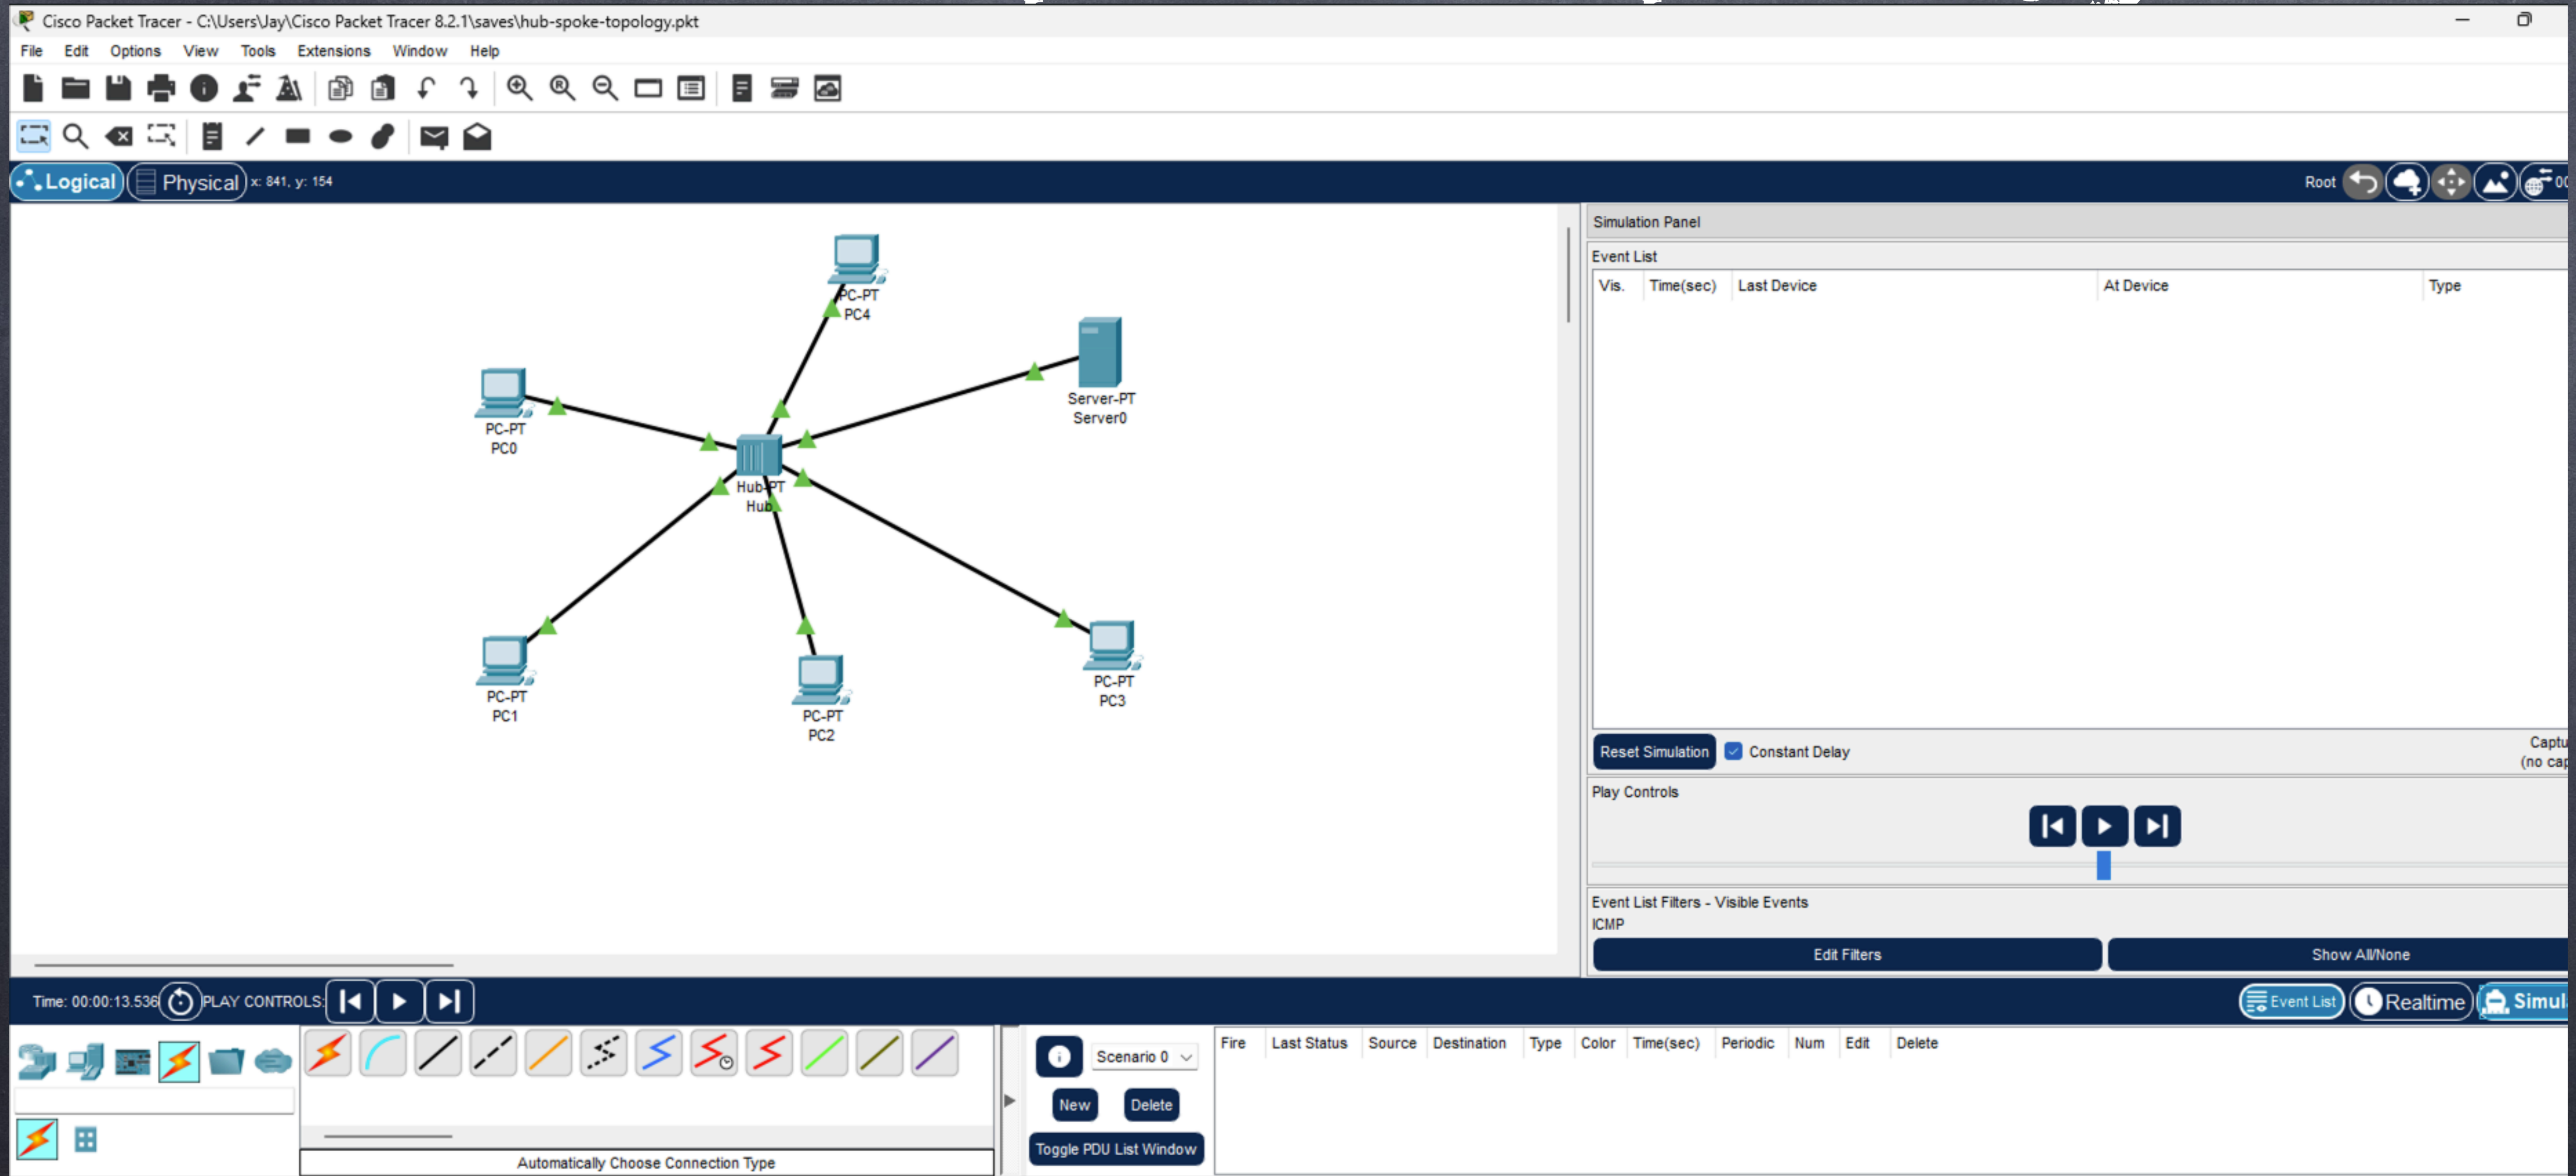 Cisco Packet Tracer - C:\Users\Jay\Cisco Packet Tracer 8.2.1\saves\hub-spoke-topology.pkt
File Edit Options View Tools Extensions Window Help
Logical Physical x: 841, y: 154 Root
PC-PT
PC4
Server-PT
Server0
PC-PT
PC0
Hub-PT
Hub
PC-PT
PC1
PC-PT
PC2
PC-PT
PC3
Simulation Panel
Event List
Vis. Time(sec) Last Device At Device Type
Reset Simulation Constant Delay Captu
(no cap
Play Controls
Event List Filters - Visible Events
ICMP
Edit Filters Show All/None
Time: 00:00:13.536 PLAY CONTROLS: Event List Realtime Simul
Scenario 0
New Delete
Toggle PDU List Window
Fire Last Status Source Destination Type Color Time(sec) Periodic Num Edit Delete
Automatically Choose Connection Type